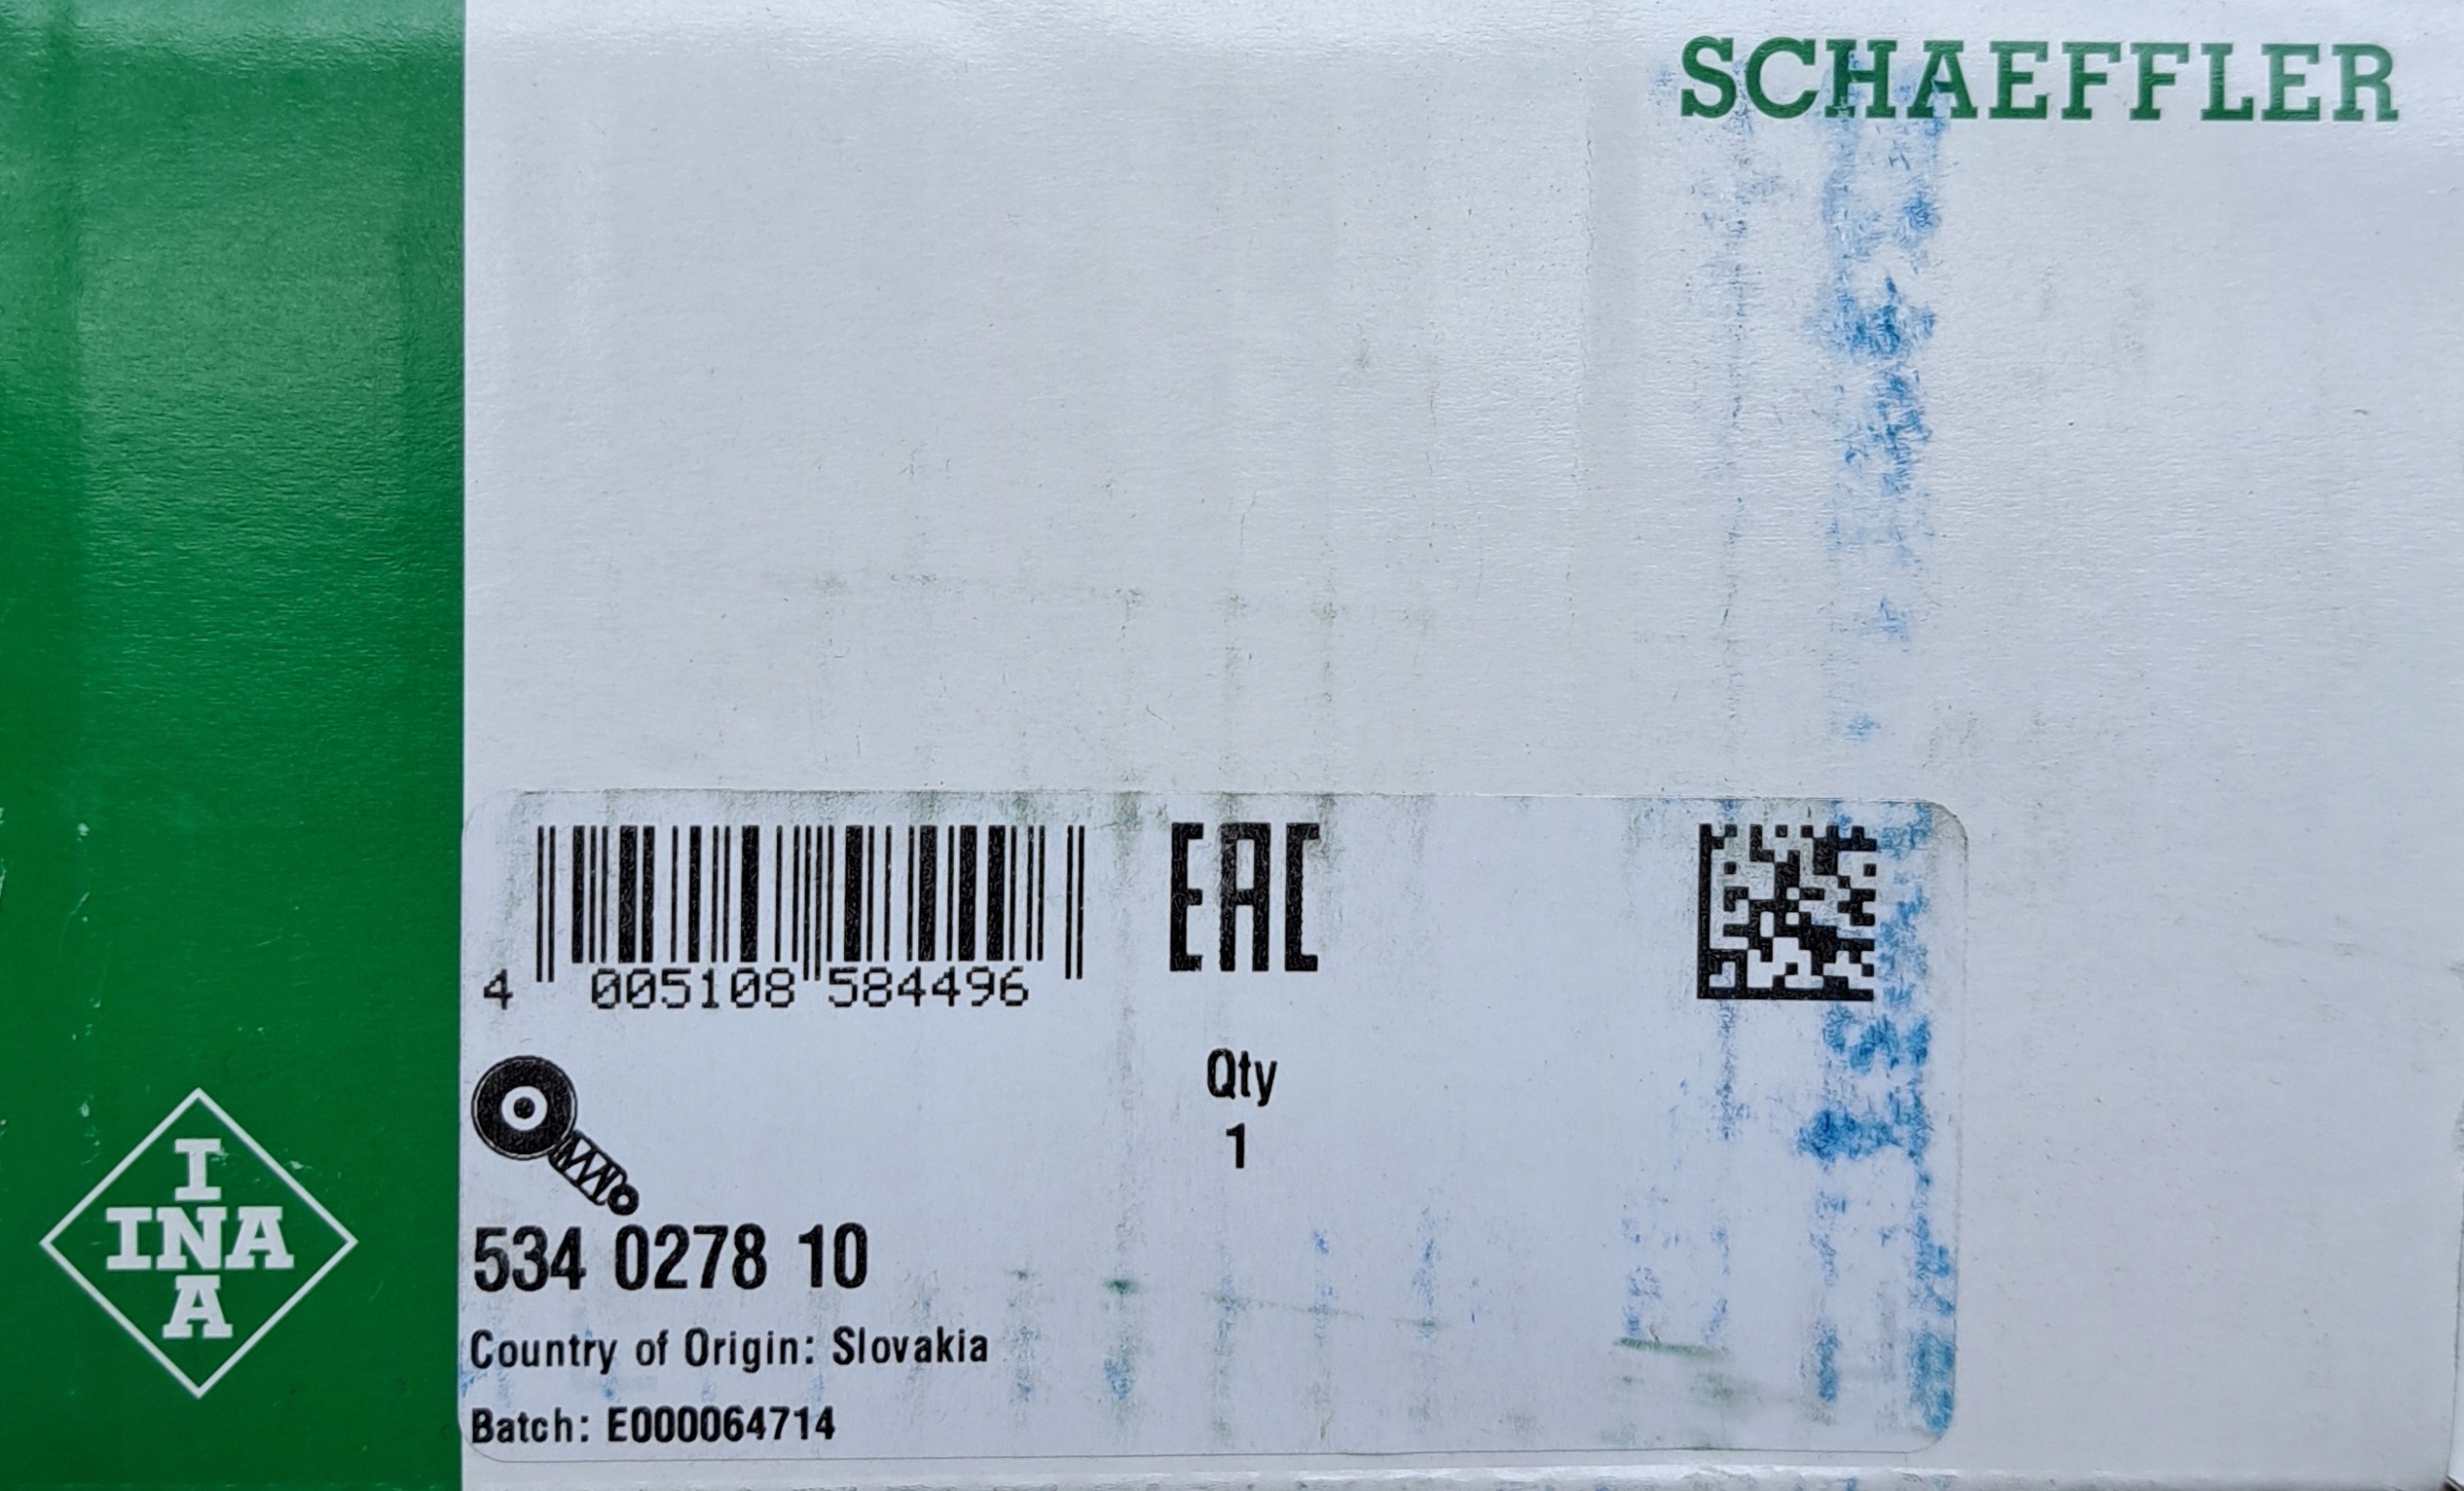 SCHAEFFLER
EAC
4 005108 584496
Qty
1
I
INA
A
534 0278 10
Country of Origin: Slovakia
Batch: E000064714